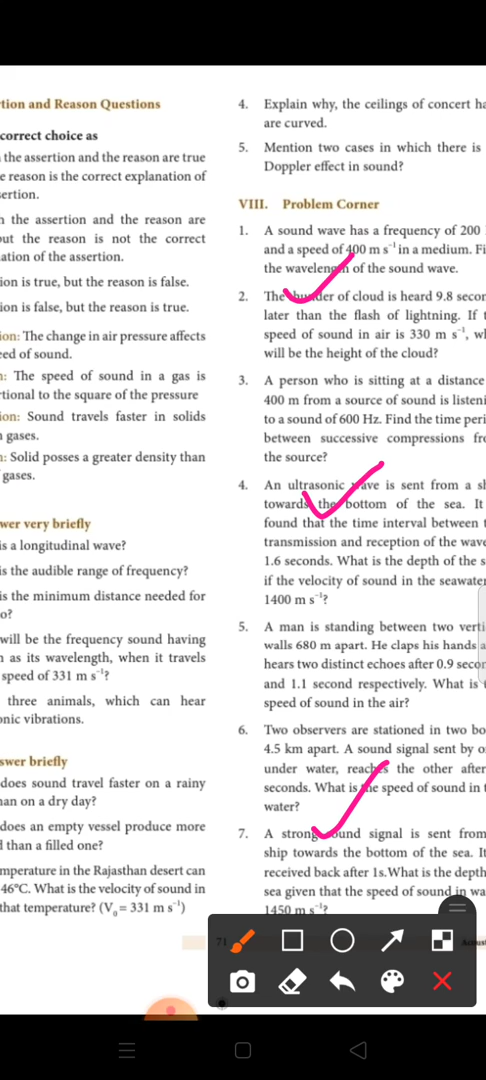 tion and Reason Questions
correct choice as
the assertion and the reason are true
e reason is the correct explanation of
sertion.
n the assertion and the reason are
out the reason is not the correct
ation of the assertion.
ion is true, but the reason is false.
ion is false, but the reason is true.
ion: The change in air pressure affects
eed of sound.
n: The speed of sound in a gas is
rtional to the square of the pressure
ion: Sound travels faster in solids
n gases.
n: Solid posses a greater density than
gases.
wer very briefly
is a longitudinal wave?
is the audible range of frequency?
is the minimum distance needed for
o?
will be the frequency sound having
n as its wavelength, when it travels
speed of 331 m s⁻¹?
three animals, which can hear
onic vibrations.
swer briefly
does sound travel faster on a rainy
han on a dry day?
does an empty vessel produce more
d than a filled one?
mperature in the Rajasthan desert can
46°C. What is the velocity of sound in
that temperature? (V₀ = 331 m s⁻¹)
4. Explain why, the ceilings of concert ha
are curved.
5. Mention two cases in which there is
Doppler effect in sound?
VIII. Problem Corner
1. A sound wave has a frequency of 200
and a speed of 400 m s⁻¹ in a medium. Fi
the wavelength of the sound wave.
2. The thunder of cloud is heard 9.8 secon
later than the flash of lightning. If t
speed of sound in air is 330 m s⁻¹, wh
will be the height of the cloud?
3. A person who is sitting at a distance
400 m from a source of sound is listeni
to a sound of 600 Hz. Find the time peri
between successive compressions fro
the source?
4. An ultrasonic wave is sent from a sh
towards the bottom of the sea. It
found that the time interval between t
transmission and reception of the wave
1.6 seconds. What is the depth of the s
if the velocity of sound in the seawater
1400 m s⁻¹?
5. A man is standing between two verti
walls 680 m apart. He claps his hands a
hears two distinct echoes after 0.9 secon
and 1.1 second respectively. What is t
speed of sound in the air?
6. Two observers are stationed in two bo
4.5 km apart. A sound signal sent by o
under water, reaches the other after
seconds. What is the speed of sound in t
water?
7. A strong sound signal is sent from
ship towards the bottom of the sea. It
received back after 1s.What is the depth
sea given that the speed of sound in wa
1450 m s⁻¹?
71
Acoust